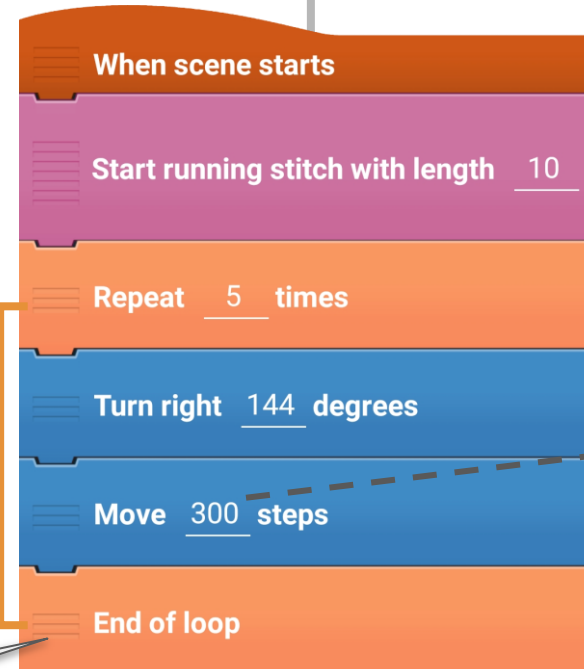 When scene starts
Start running stitch with length 10
Repeat 5 times
Turn right 144 degrees
Move 300 steps
End of loop